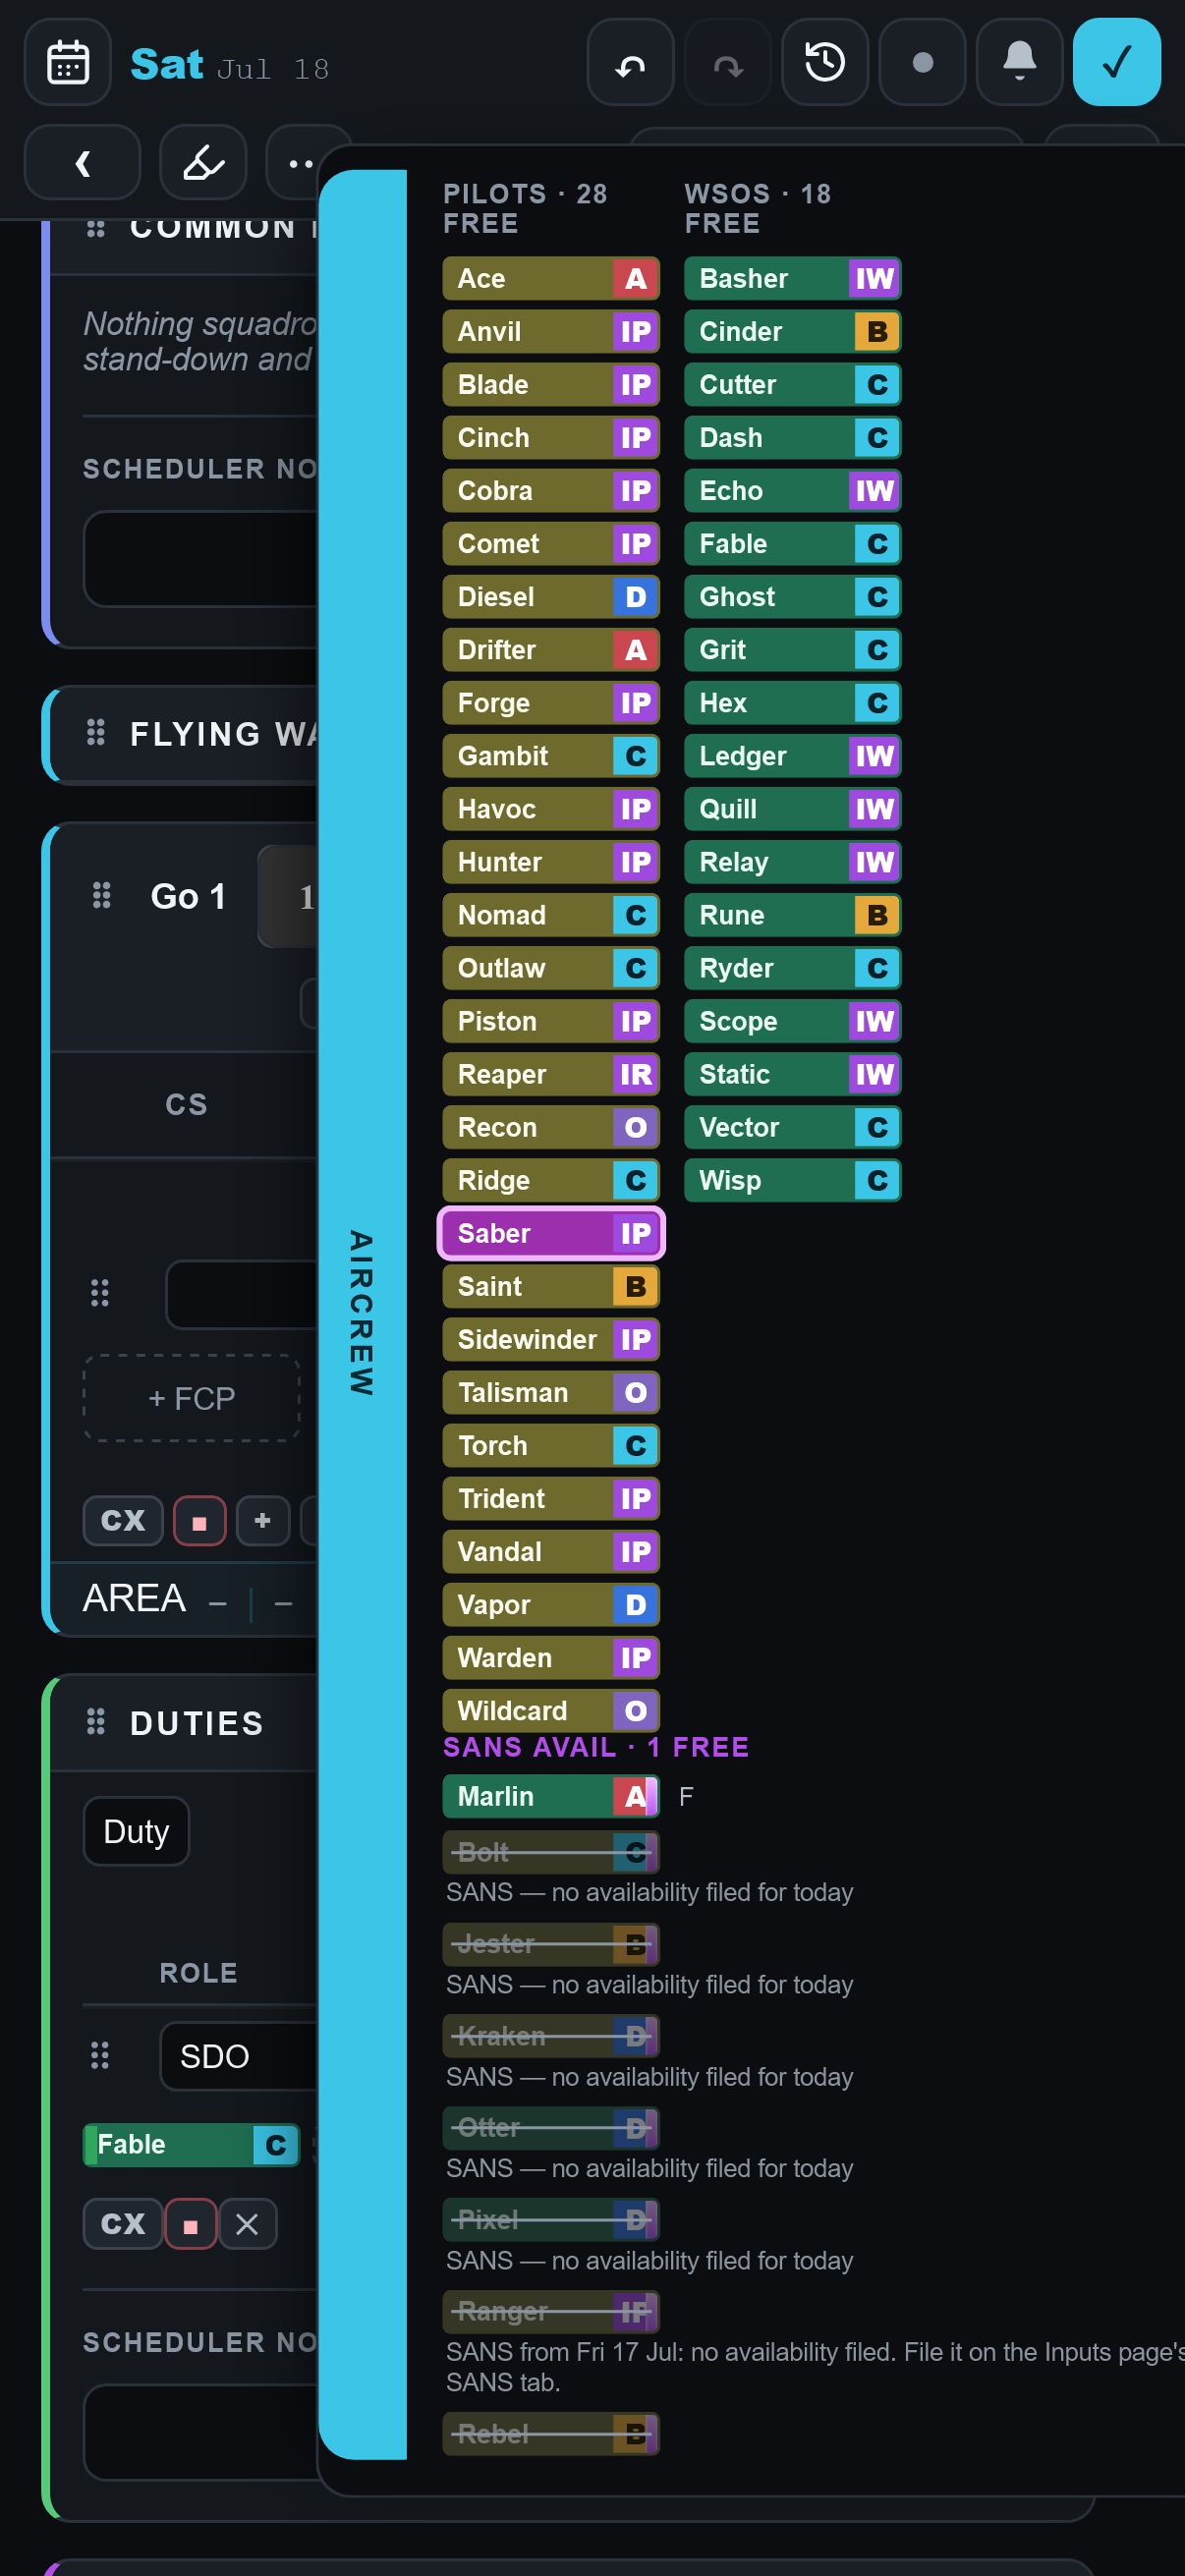 Sat Jul 18
COMMON
Nothing squadro
stand-down and
SCHEDULER NO
FLYING WA
Go 1
1
CS
+ FCP
CX
+
AREA – | –
DUTIES
Duty
ROLE
SDO
Fable C
CX
SCHEDULER NO
AIRCREW
PILOTS · 28
FREE
Ace A
Anvil IP
Blade IP
Cinch IP
Cobra IP
Comet IP
Diesel D
Drifter A
Forge IP
Gambit C
Havoc IP
Hunter IP
Nomad C
Outlaw C
Piston IP
Reaper IR
Recon O
Ridge C
Saber IP
Saint B
Sidewinder IP
Talisman O
Torch C
Trident IP
Vandal IP
Vapor D
Warden IP
Wildcard O
WSOS · 18
FREE
Basher IW
Cinder B
Cutter C
Dash C
Echo IW
Fable C
Ghost C
Grit C
Hex C
Ledger IW
Quill IW
Relay IW
Rune B
Ryder C
Scope IW
Static IW
Vector C
Wisp C
SANS AVAIL · 1 FREE
Marlin A F
Bolt C
SANS — no availability filed for today
Jester B
SANS — no availability filed for today
Kraken D
SANS — no availability filed for today
Otter D
SANS — no availability filed for today
Pixel D
SANS — no availability filed for today
Ranger IP
SANS from Fri 17 Jul: no availability filed. File it on the Inputs page's
SANS tab.
Rebel B